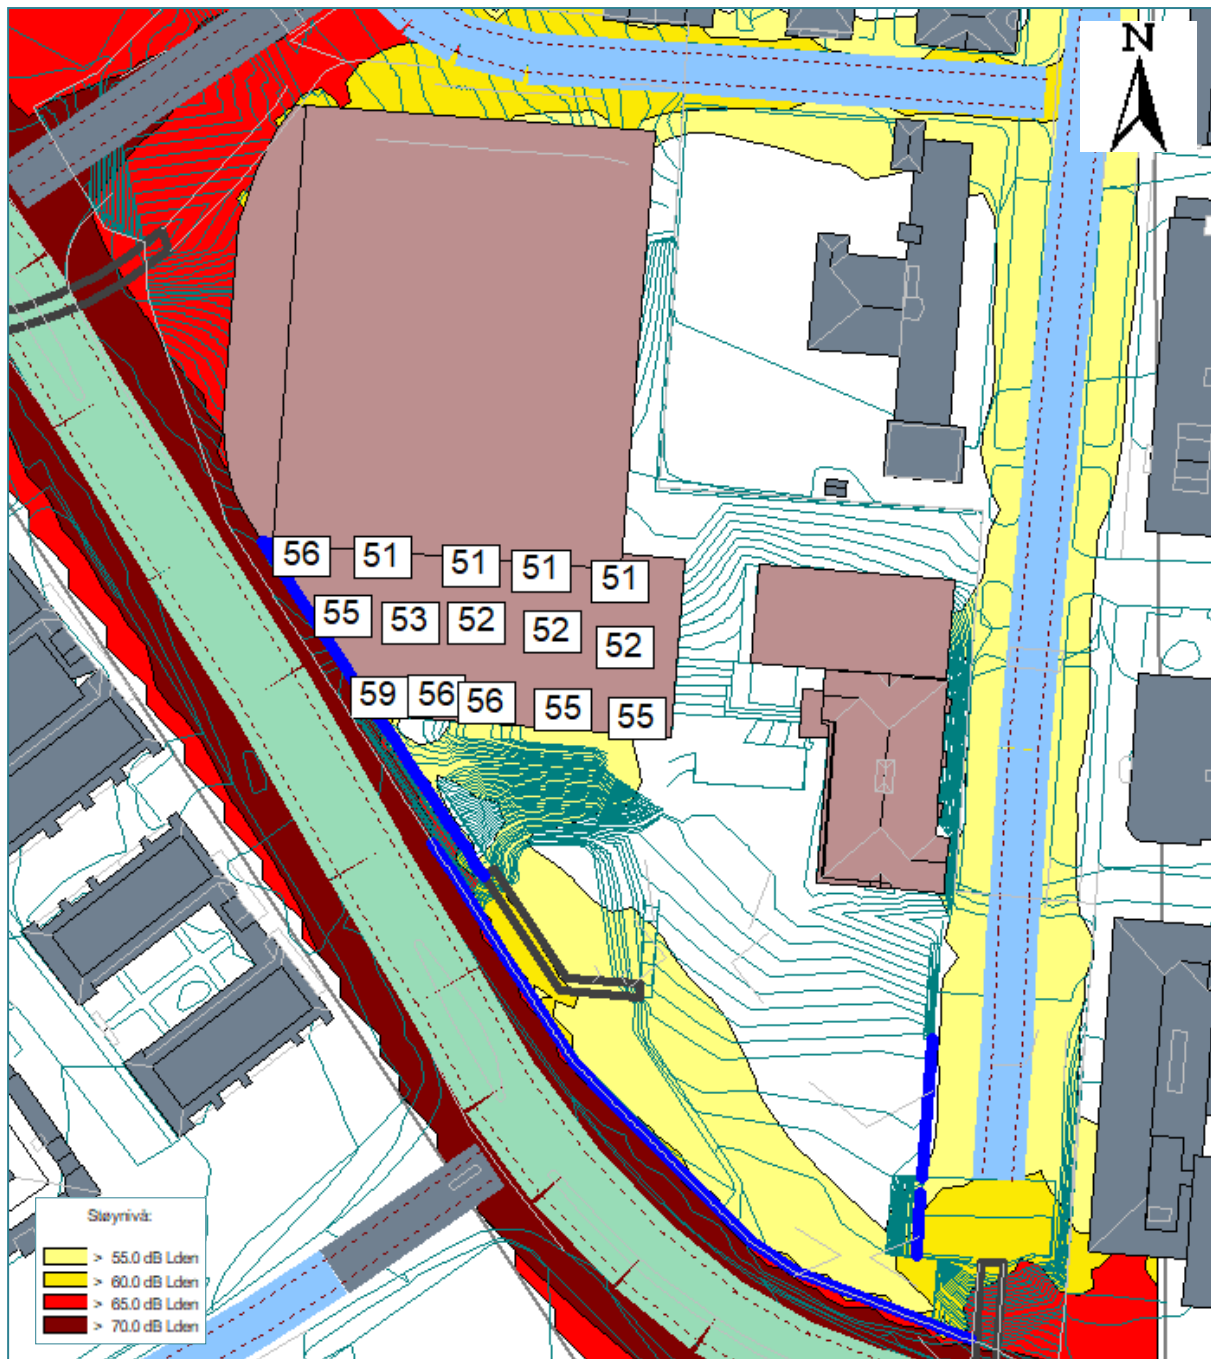 N
56 51 51 51 51
55 53 52 52 52
59 56 56 55 55
Støynivå:
> 55.0 dB Lden
> 60.0 dB Lden
> 65.0 dB Lden
> 70.0 dB Lden